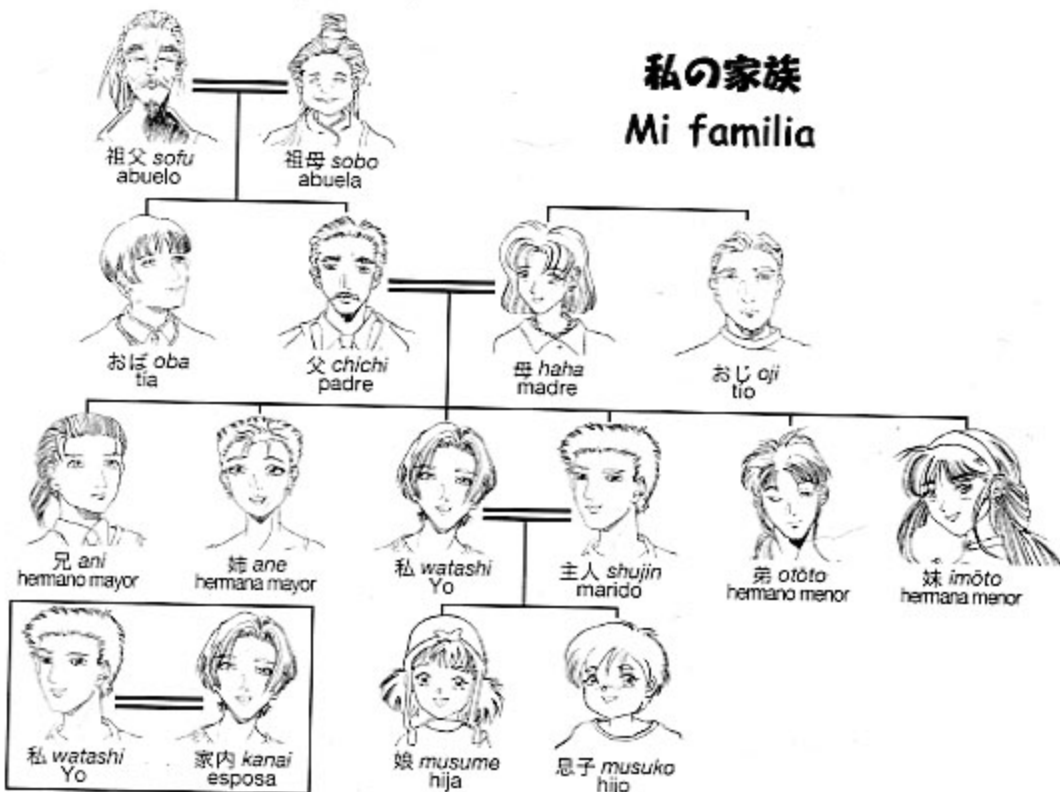 私の家族
Mi familia
祖父 sofu
abuelo
祖母 sobo
abuela
おば oba
tía
父 chichi
padre
母 haha
madre
おじ oji
tío
兄 ani
hermano mayor
姉 ane
hermana mayor
私 watashi
Yo
主人 shujin
marido
弟 otōto
hermano menor
妹 imōto
hermana menor
私 watashi
Yo
家内 kanai
esposa
娘 musume
hija
息子 musuko
hijo